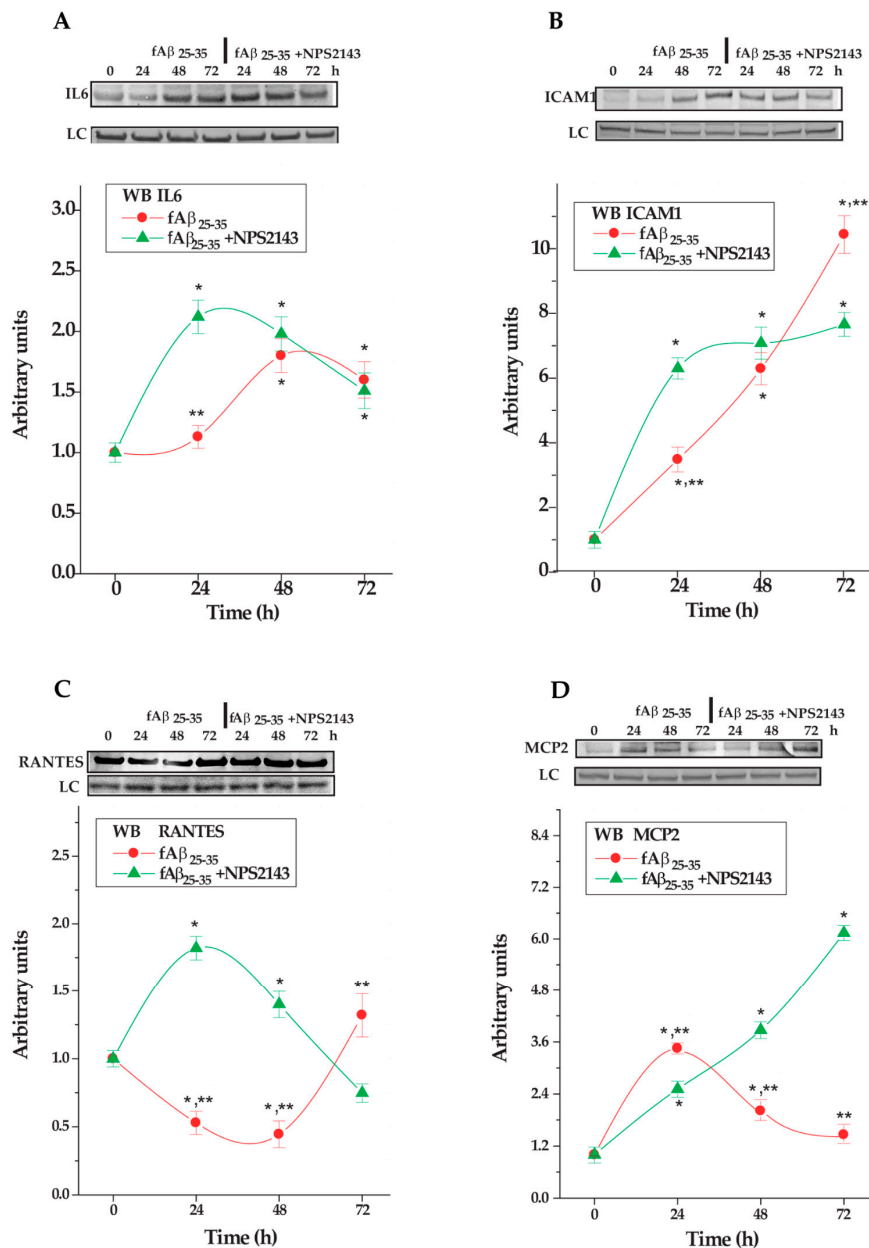 A
fAβ 25-35 fAβ 25-35 +NPS2143
0 24 48 72 24 48 72 h
IL6
LC
WB IL6
fAβ25-35
fAβ25-35 +NPS2143
3.0
2.5
2.0
1.5
1.0
0.5
0.0
Arbitrary units
*
*
*
**
*
*
0 24 48 72
Time (h)
B
fAβ 25-35 fAβ 25-35 +NPS2143
0 24 48 72 24 48 72 h
ICAM1
LC
WB ICAM1
fAβ25-35
fAβ25-35 +NPS2143
10
8
6
4
2
0
Arbitrary units
*,**
*
*
*
*
*,**
0 24 48 72
Time (h)
C
fAβ 25-35 fAβ 25-35 +NPS2143
0 24 48 72 24 48 72 h
RANTES
LC
WB RANTES
fAβ25-35
fAβ25-35 +NPS2143
2.5
2.0
1.5
1.0
0.5
0.0
Arbitrary units
*
*
**
*,**
*,**
0 24 48 72
Time (h)
D
fAβ 25-35 fAβ 25-35 +NPS2143
0 24 48 72 24 48 72 h
MCP2
LC
WB MCP2
fAβ25-35
fAβ25-35 +NPS2143
8.4
7.2
6.0
4.8
3.6
2.4
1.2
0.0
Arbitrary units
*
*
*,**
*,**
*
**
0 24 48 72
Time (h)